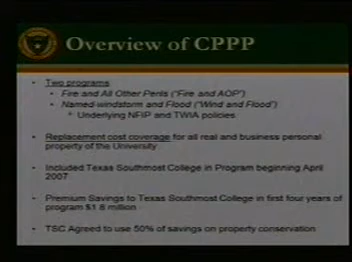 Overview of CPPP
• Two programs
• Fire and All Other Perils ("Fire and AOP")
• Named windstorm and Flood ("Wind and Flood")
* Underlying NFIP and TWIA policies
• Replacement cost coverage for all real and business personal
property of the University
• Included Texas Southmost College in Program beginning April
2007
• Premium Savings to Texas Southmost College in first four years of
program $1.8 million
• TSC Agreed to use 50% of savings on property conservation